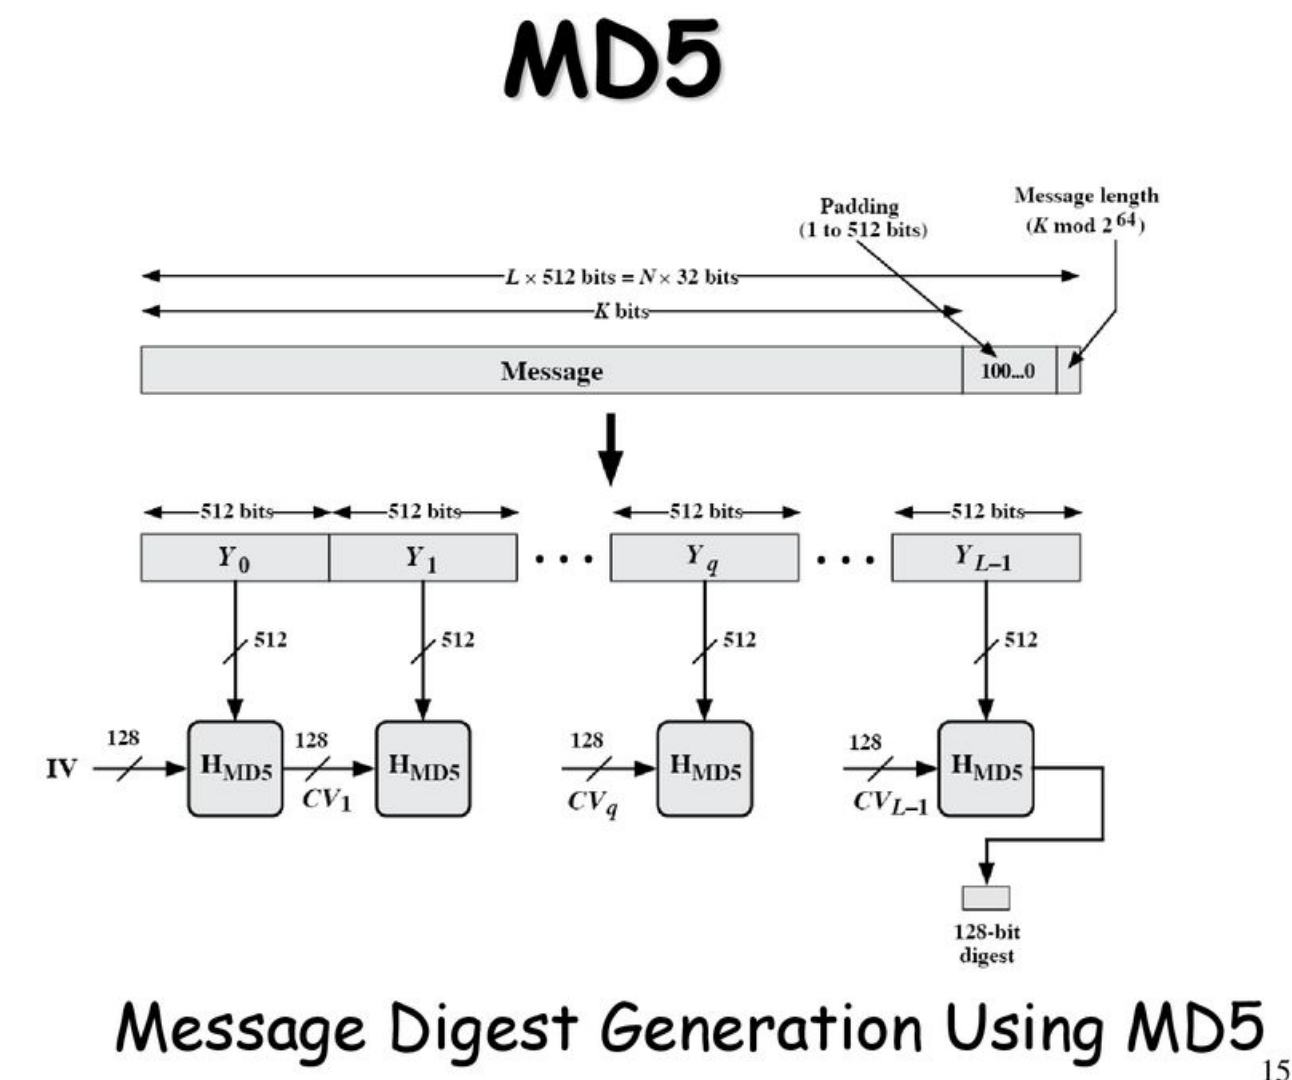 MD5
Padding
(1 to 512 bits)
Message length
(K mod 2^64)
L × 512 bits = N × 32 bits
K bits
Message
100...0
512 bits
512 bits
512 bits
512 bits
Y0
Y1
• • •
Yq
• • •
YL–1
512
512
512
512
IV
128
HMD5
128
CV1
HMD5
128
CVq
HMD5
128
CVL–1
HMD5
128-bit
digest
Message Digest Generation Using MD5
15